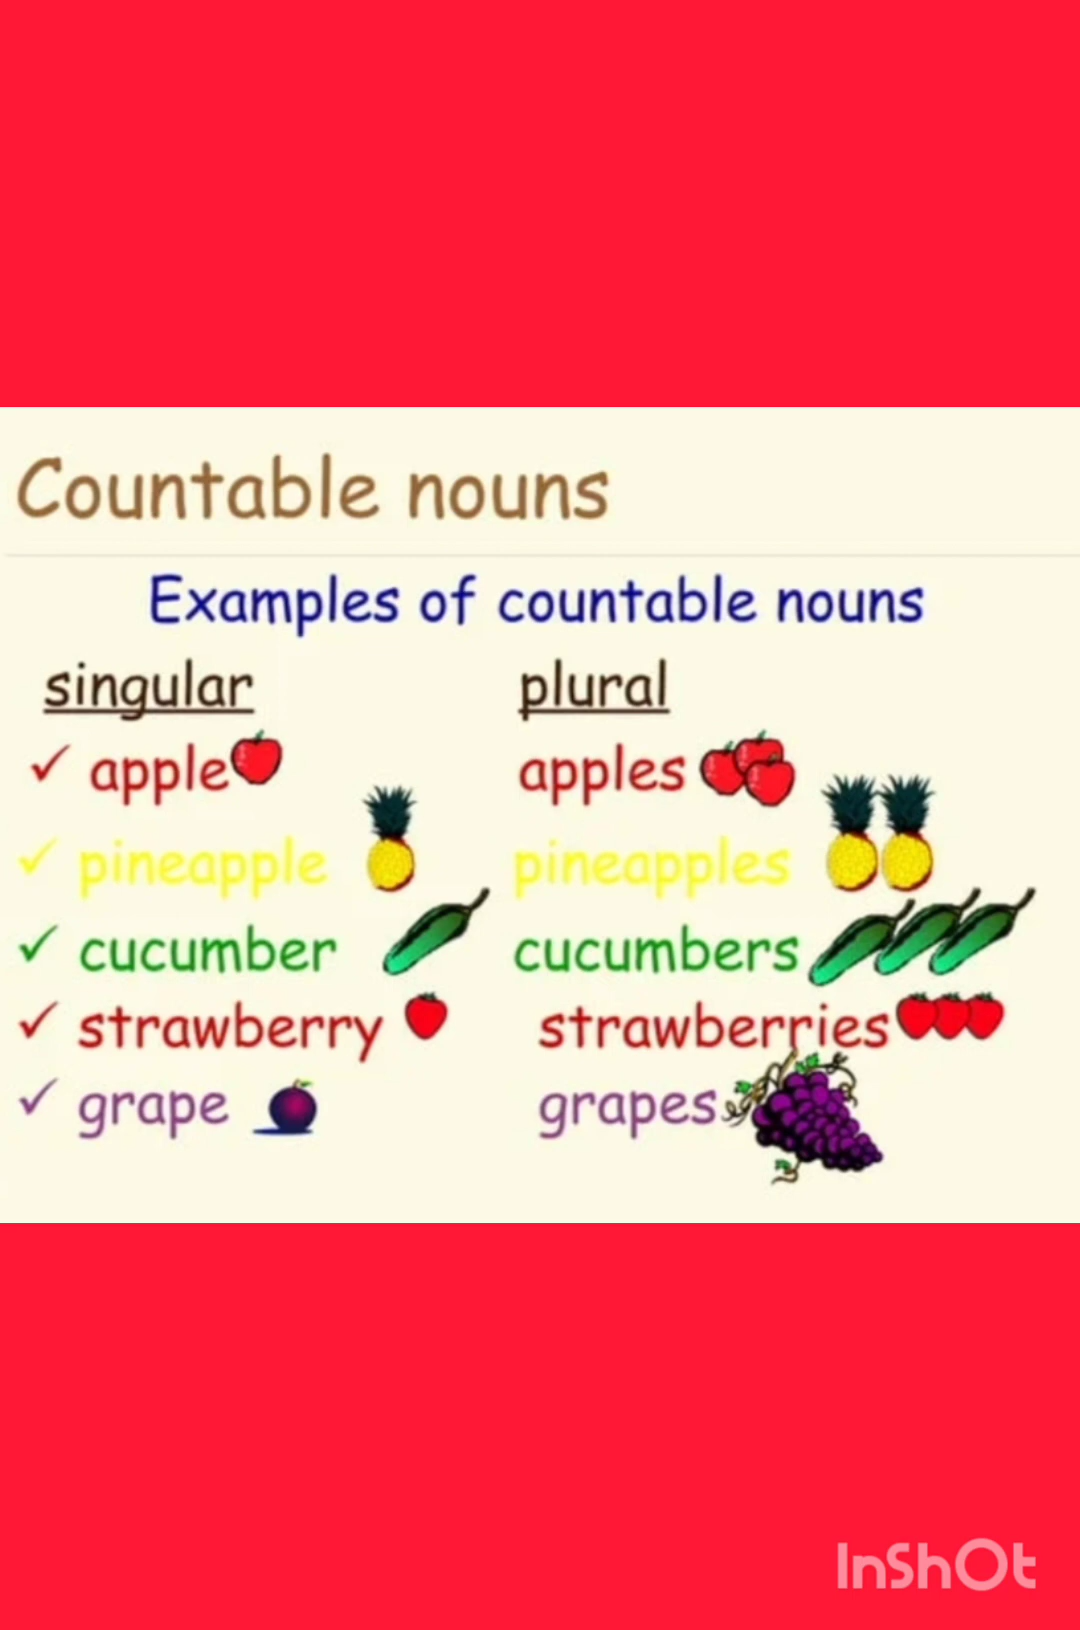 Countable nouns
Examples of countable nouns
singular plural
✓ apple apples
✓ pineapple pineapples
✓ cucumber cucumbers
✓ strawberry strawberries
✓ grape grapes
InShOt